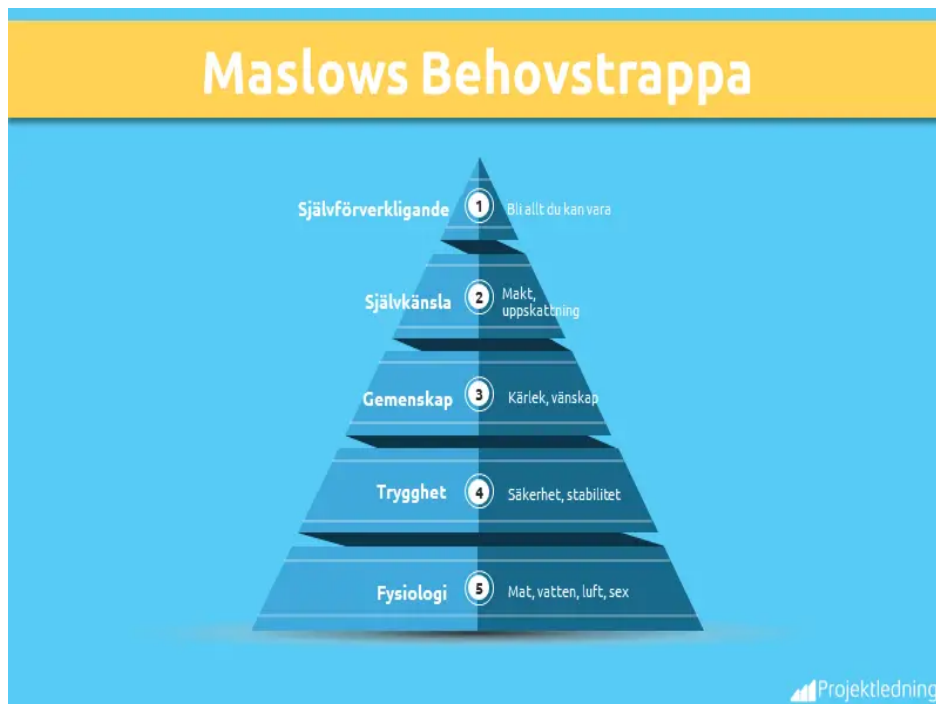 Maslows Behovstrappa
Självförverkligande 1 Bli allt du kan vara
Självkänsla 2 Makt,
uppskattning
Gemenskap 3 Kärlek, vänskap
Trygghet 4 Säkerhet, stabilitet
Fysiologi 5 Mat, vatten, luft, sex
Projektledning